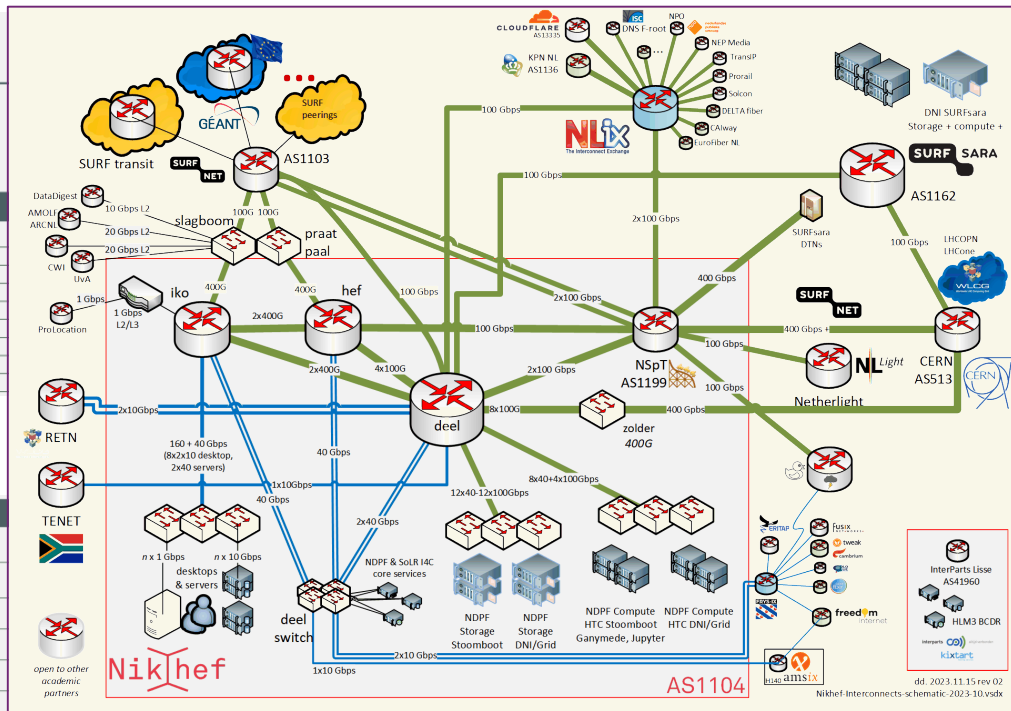 CLOUDFLARE
AS13335
ISC
DNS F-root
NPO
NEP Media
KPN NL
AS1136
...
TransIP
Prorail
Solcon
DELTA fiber
CAIway
EuroFiber NL
NLix
The Interconnect Exchange
100 Gbps
DNI SURFsara
Storage + compute +
SURF
peerings
GÉANT
SURF transit
SURF
NET
AS1103
100 Gbps
SURF SARA
AS1162
DataDigest
10 Gbps L2
AMOLF
ARCNL
20 Gbps L2
20 Gbps L2
CWI
UvA
slagboom
100G
100G
praat
paal
2x100 Gbps
SURFsara
DTNs
100 Gbps
LHCOPN
LHCone
WLCG
400G
400G
100 Gbps
2x100 Gbps
400 Gbps
iko
hef
1 Gbps
1 Gbps
L2/L3
ProLocation
2x400G
100 Gbps
SURF
NET
400 Gbps +
100 Gbps
2x400G
4x100G
2x100 Gbps
NSpT
AS1199
100 Gbps
NL Light
Netherlight
CERN
AS513
CERN
RETN
2x10Gbps
deel
8x100G
zolder
400G
400 Gbps
160 + 40 Gbps
(8x2x10 desktop,
2x40 servers)
40 Gbps
1x10Gbps
TENET
40 Gbps
2x40 Gbps
12x40-12x100Gbps
8x40+4x100Gbps
n x 1 Gbps
n x 10 Gbps
desktops
& servers
NDPF & SoLR I4C
core services
deel
switch
NDPF
Storage
Stoomboot
NDPF
Storage
DNI/Grid
NDPF Compute
HTC Stoomboot
Ganymede, Jupyter
NDPF Compute
HTC DNI/Grid
ERITAP
fusix
tweak
cambrium
FRYS-IX
freedom
internet
InterParts Lisse
AS41960
HLM3 BCDR
interparts
kixtart
open to other
academic
partners
Nikhef
2x10 Gbps
1x10 Gbps
AS1104
H140
amsix
dd. 2023.11.15 rev 02
Nikhef-Interconnects-schematic-2023-10.vsdx